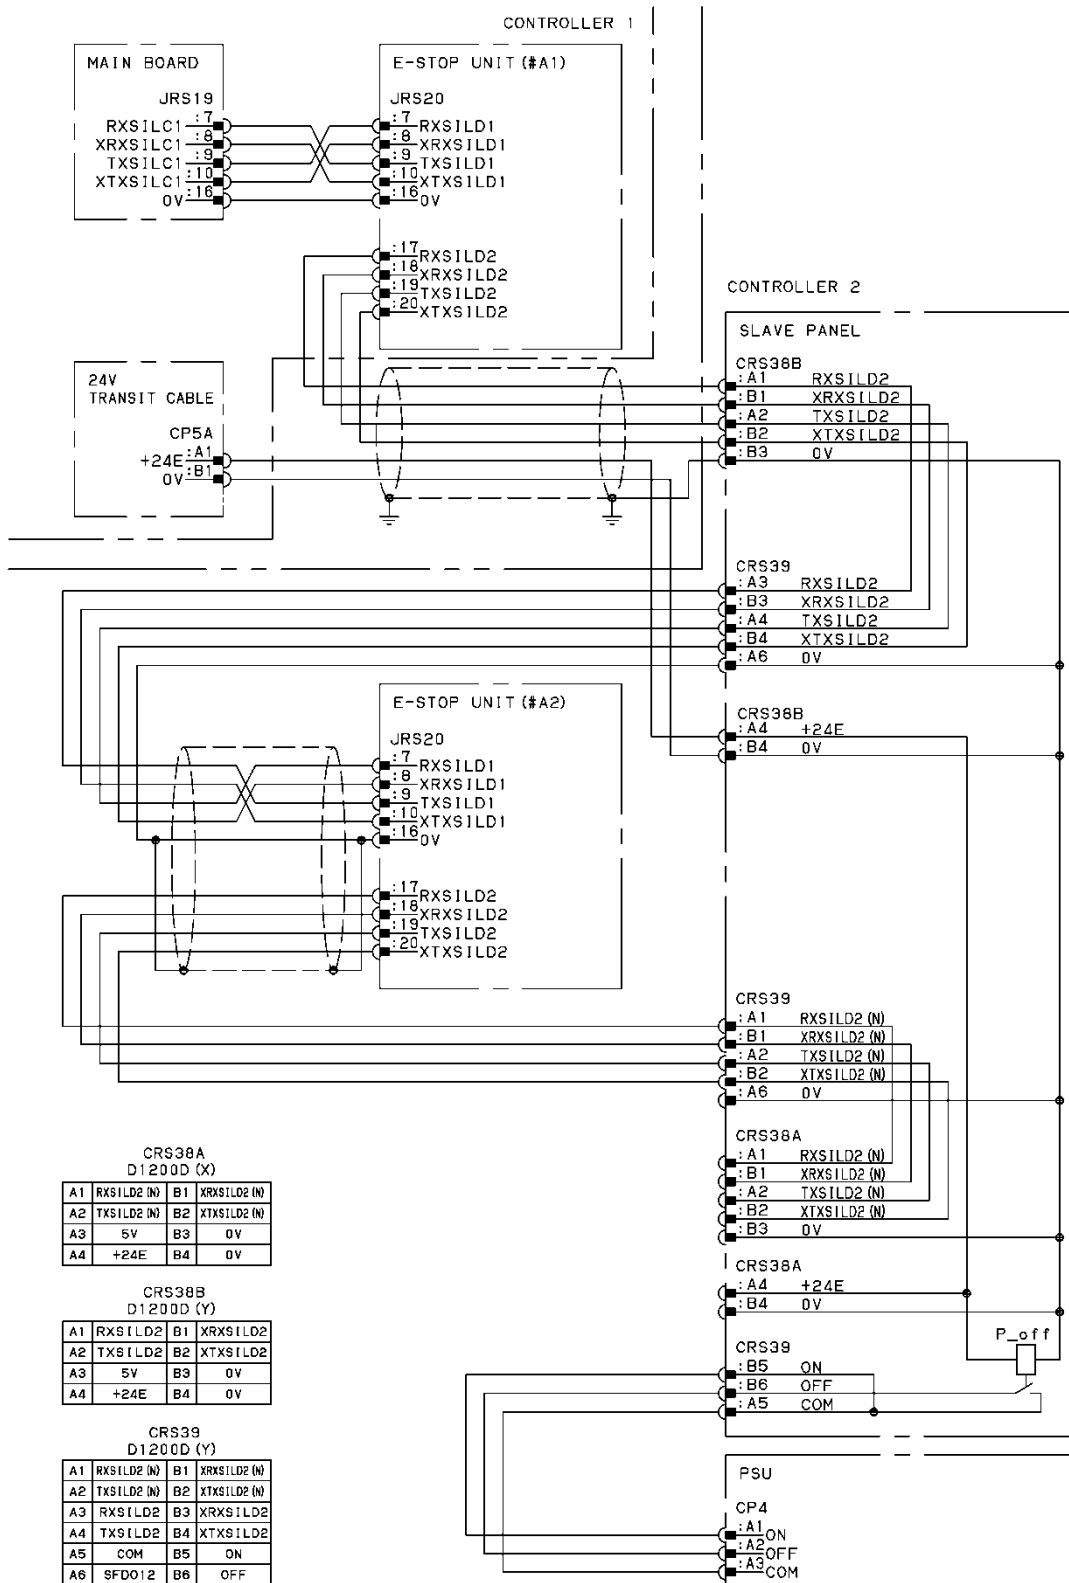 CONTROLLER 1
MAIN BOARD
JRS19
RXSILC1 :7
XRXSILC1 :8
TXSILC1 :9
XTXSILC1 :10
0V :16
E-STOP UNIT(#A1)
JRS20
:7 RXSILD1
:8 XRXSILD1
:9 TXSILD1
:10 XTXSILD1
:16 0V
:17 RXSILD2
:18 XRXSILD2
:19 TXSILD2
:20 XTXSILD2
24V
TRANSIT CABLE
CP5A
+24E :A1
0V :B1
CONTROLLER 2
SLAVE PANEL
CRS38B
:A1 RXSILD2
:B1 XRXSILD2
:A2 TXSILD2
:B2 XTXSILD2
:B3 0V
CRS39
:A3 RXSILD2
:B3 XRXSILD2
:A4 TXSILD2
:B4 XTXSILD2
:A6 0V
E-STOP UNIT(#A2)
JRS20
:7 RXSILD1
:8 XRXSILD1
:9 TXSILD1
:10 XTXSILD1
:16 0V
:17 RXSILD2
:18 XRXSILD2
:19 TXSILD2
:20 XTXSILD2
CRS38B
:A4 +24E
:B4 0V
CRS39
:A1 RXSILD2(N)
:B1 XRXSILD2(N)
:A2 TXSILD2(N)
:B2 XTXSILD2(N)
:A6 0V
CRS38A
:A1 RXSILD2(N)
:B1 XRXSILD2(N)
:A2 TXSILD2(N)
:B2 XTXSILD2(N)
:B3 0V
CRS38A
:A4 +24E
:B4 0V
P_off
CRS39
:B5 ON
:B6 OFF
:A5 COM
PSU
CP4
:A1 ON
:A2 OFF
:A3 COM
CRS38A
D1200D(X)
A1 RXSILD2(N) B1 XRXSILD2(N)
A2 TXSILD2(N) B2 XTXSILD2(N)
A3 5V B3 0V
A4 +24E B4 0V
CRS38B
D1200D(Y)
A1 RXSILD2 B1 XRXSILD2
A2 TXSILD2 B2 XTXSILD2
A3 5V B3 0V
A4 +24E B4 0V
CRS39
D1200D(Y)
A1 RXSILD2(N) B1 XRXSILD2(N)
A2 TXSILD2(N) B2 XTXSILD2(N)
A3 RXSILD2 B3 XRXSILD2
A4 TXSILD2 B4 XTXSILD2
A5 COM B5 ON
A6 SFDO12 B6 OFF